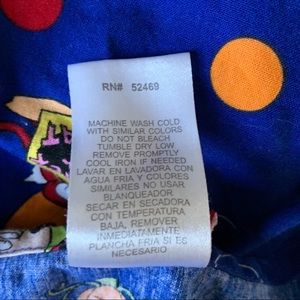 RN# 52469
MACHINE WASH COLD
WITH SIMILAR COLORS
DO NOT BLEACH
TUMBLE DRY LOW
REMOVE PROMPTLY
COOL IRON IF NEEDED
LAVAR EN LAVADORA CON
AGUA FRIA Y COLORES
SIMILARES NO USAR
BLANQUEADOR
SECAR EN SECADORA
CON TEMPERATURA
BAJA, REMOVER
INMEDIATAMENTE
PLANCHA FRIA SI ES
NECESARIO